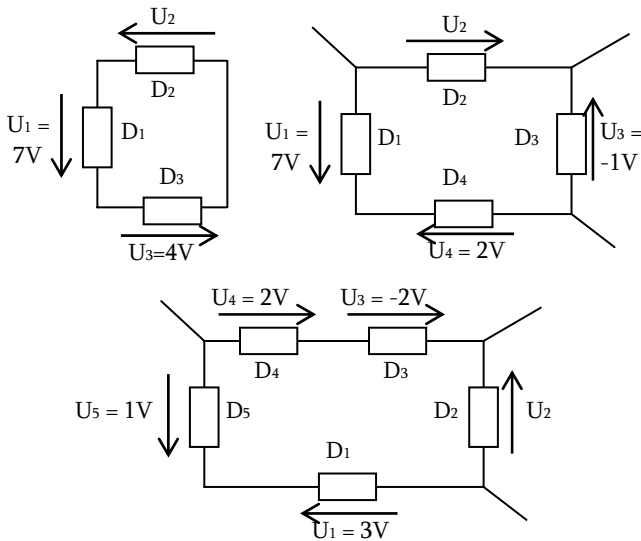 U2
D2
U1 =
7V
D1
D3
U3=4V
U2
D2
U1 =
7V
D1
D3
U3 =
-1V
D4
U4 = 2V
U4 = 2V
U3 = -2V
D4
D3
U5 = 1V
D5
D2
U2
D1
U1 = 3V